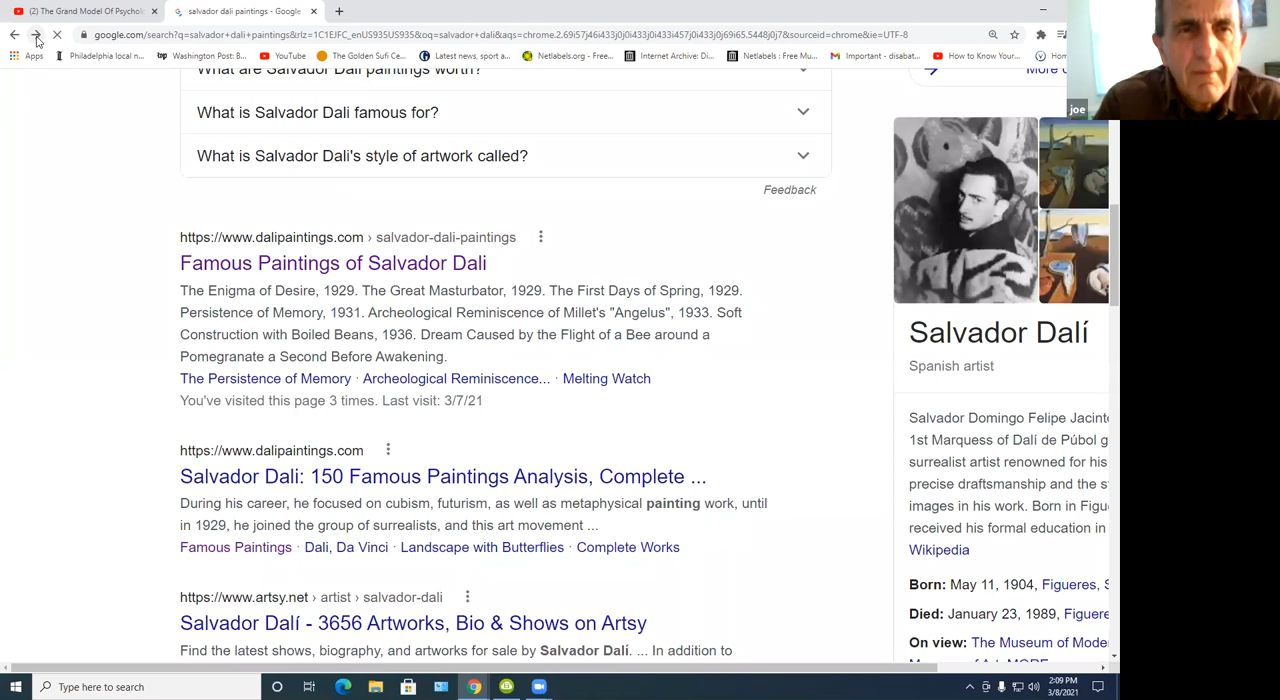 (2) The Grand Model Of Psychol
salvador dali paintings - Google
google.com/search?q=salvador+dali+paintings&rlz=1C1EJFC_enUS935US935&oq=salvador+dali&aqs=chrome.2.69i57j46i433j0j0i433j0i433i457j0i433j0j69i65.5448j0j7&sourceid=chrome&ie=UTF-8
Apps
Philadelphia local n...
Washington Post: B...
YouTube
The Golden Sufi Ce...
Latest news, sport a...
Netlabels.org - Free...
Internet Archive: Di...
Netlabels : Free Mu...
Important - disabat...
How to Know Your...
What are Salvador Dali paintings worth?
What is Salvador Dali famous for?
What is Salvador Dali's style of artwork called?
Feedback
joe
https://www.dalipaintings.com › salvador-dali-paintings
Famous Paintings of Salvador Dali
The Enigma of Desire, 1929. The Great Masturbator, 1929. The First Days of Spring, 1929.
Persistence of Memory, 1931. Archeological Reminiscence of Millet's "Angelus", 1933. Soft
Construction with Boiled Beans, 1936. Dream Caused by the Flight of a Bee around a
Pomegranate a Second Before Awakening.
The Persistence of Memory · Archeological Reminiscence... · Melting Watch
You've visited this page 3 times. Last visit: 3/7/21
https://www.dalipaintings.com
Salvador Dali: 150 Famous Paintings Analysis, Complete ...
During his career, he focused on cubism, futurism, as well as metaphysical painting work, until
in 1929, he joined the group of surrealists, and this art movement ...
Famous Paintings · Dali, Da Vinci · Landscape with Butterflies · Complete Works
https://www.artsy.net › artist › salvador-dali
Salvador Dalí - 3656 Artworks, Bio & Shows on Artsy
Find the latest shows, biography, and artworks for sale by Salvador Dalí. ... In addition to
Salvador Dalí
Spanish artist
Salvador Domingo Felipe Jacint
1st Marquess of Dalí de Púbol g
surrealist artist renowned for his
precise draftsmanship and the s
images in his work. Born in Figu
received his formal education in
Wikipedia
Born: May 11, 1904, Figueres, S
Died: January 23, 1989, Figuere
On view: The Museum of Mode
Type here to search
2:09 PM
3/8/2021